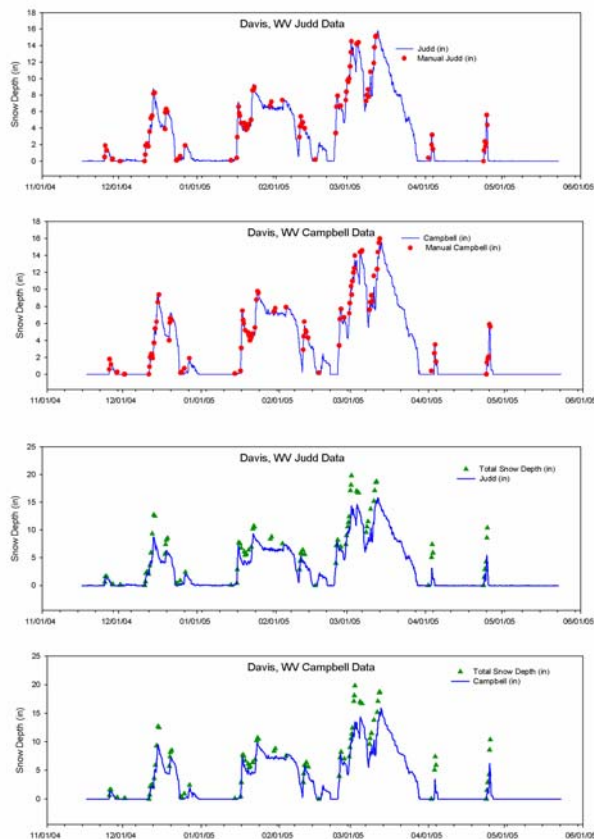 Davis, WV Judd Data
Judd (in)
Manual Judd (in)
Snow Depth (in)
18
16
14
12
10
8
6
4
2
0
11/01/04 12/01/04 01/01/05 02/01/05 03/01/05 04/01/05 05/01/05 06/01/05
Davis, WV Campbell Data
Campbell (in)
Manual Campbell (in)
Snow Depth (in)
18
16
14
12
10
8
6
4
2
0
11/01/04 12/01/04 01/01/05 02/01/05 03/01/05 04/01/05 05/01/05 06/01/05
Davis, WV Judd Data
Total Snow Depth (in)
Judd (in)
Snow Depth (in)
25
20
15
10
5
0
11/01/04 12/01/04 01/01/05 02/01/05 03/01/05 04/01/05 05/01/05 06/01/05
Davis, WV Campbell Data
Total Snow Depth (in)
Campbell (in)
Snow Depth (in)
25
20
15
10
5
0
11/01/04 12/01/04 01/01/05 02/01/05 03/01/05 04/01/05 05/01/05 06/01/05